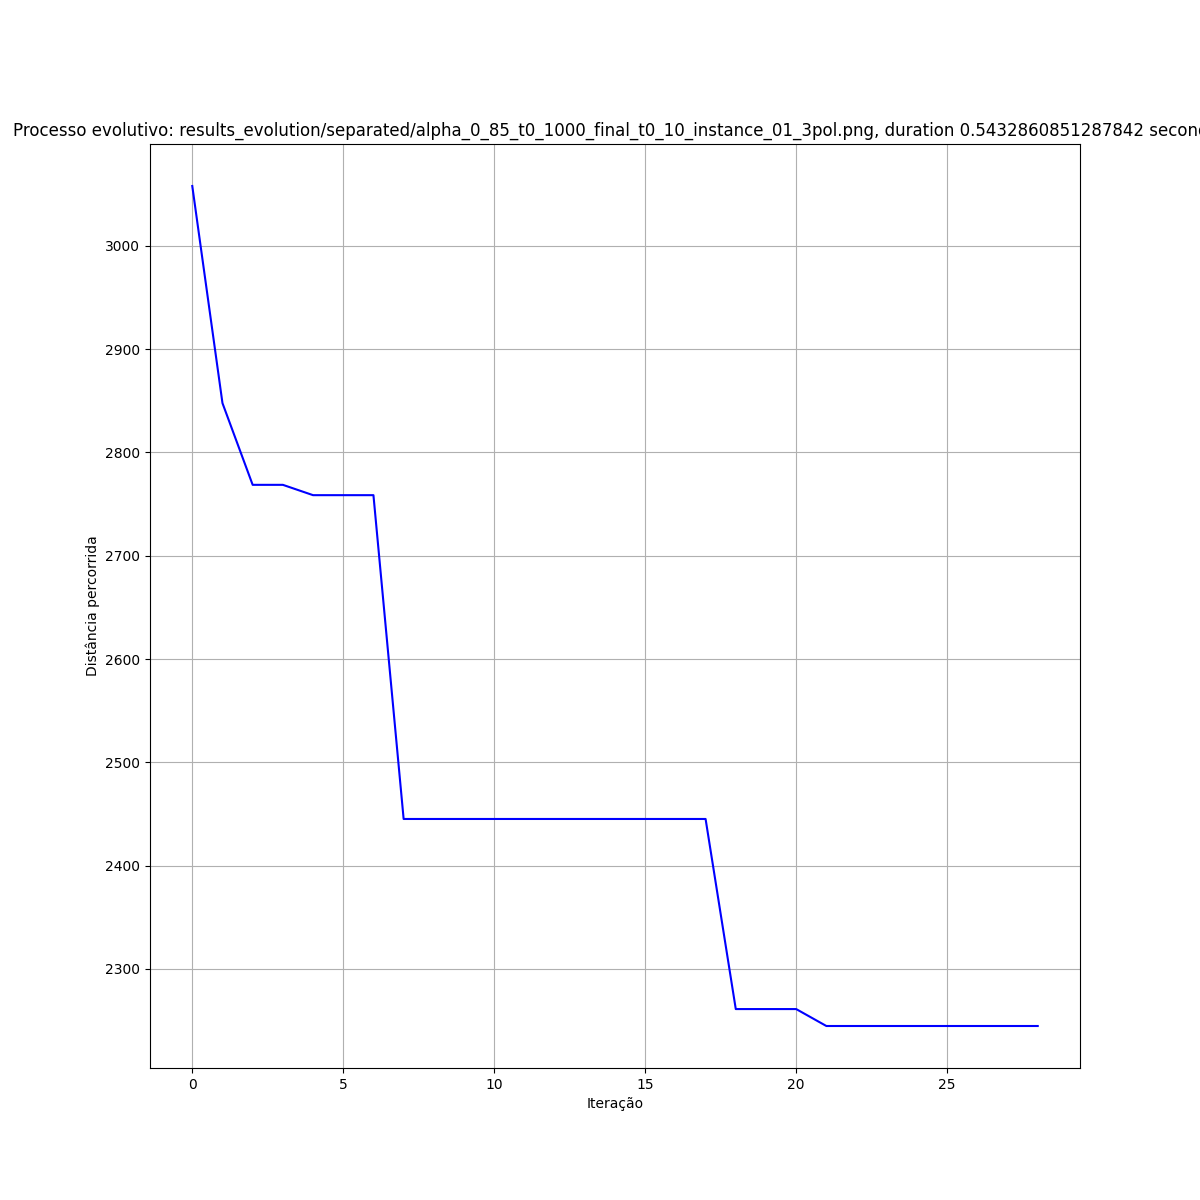 Processo evolutivo: results_evolution/separated/alpha_0_85_t0_1000_final_t0_10_instance_01_3pol.png, duration 0.5432860851287842
3000
2900
2800
2700
2600
2500
2400
2300
Distância percorrida
0 5 10 15 20 25
Iteração